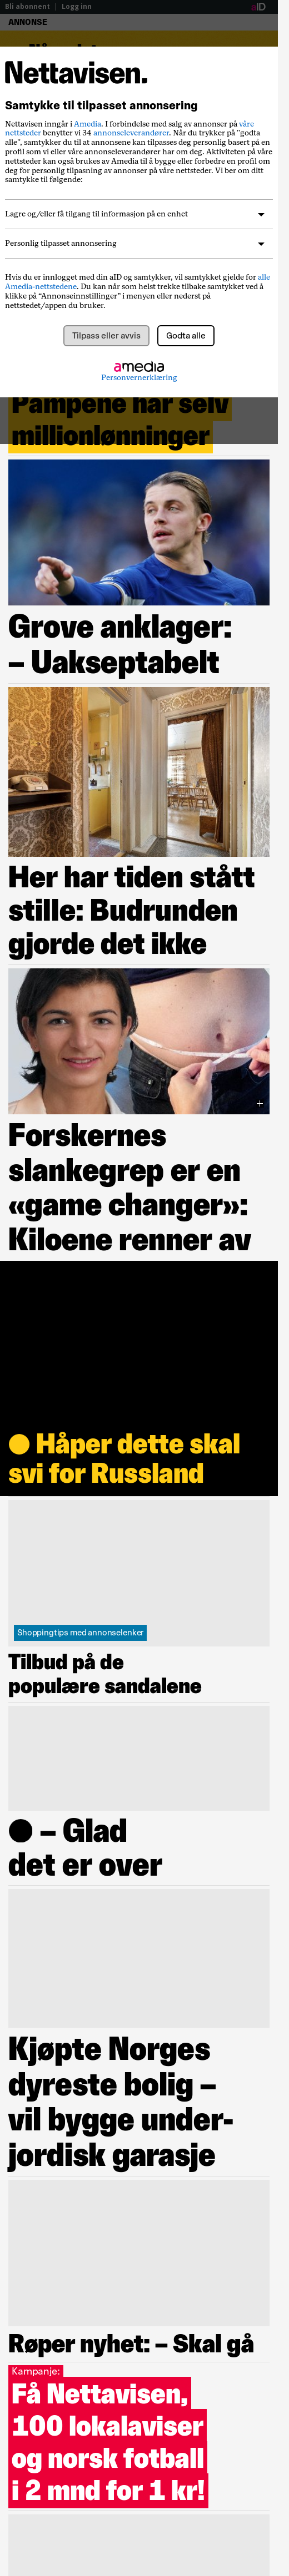 Bli abonnent | Logg inn
aID
ANNONSE
Nettavisen.
Samtykke til tilpasset annonsering
Nettavisen inngår i Amedia. I forbindelse med salg av annonser på våre
nettsteder benytter vi 34 annonseleverandører. Når du trykker på "godta
alle", samtykker du til at annonsene kan tilpasses deg personlig basert på en
profil som vi eller våre annonseleverandører har om deg. Aktiviteten på våre
nettsteder kan også brukes av Amedia til å bygge eller forbedre en profil om
deg for personlig tilpasning av annonser på våre nettsteder. Vi ber om ditt
samtykke til følgende:
Lagre og/eller få tilgang til informasjon på en enhet
Personlig tilpasset annonsering
Hvis du er innlogget med din aID og samtykker, vil samtykket gjelde for alle
Amedia-nettstedene. Du kan når som helst trekke tilbake samtykket ved å
klikke på “Annonseinnstillinger” i menyen eller nederst på
nettstedet/appen du bruker.
Tilpass eller avvis
Godta alle
amedia
Personvernerklæring
Pampene har selv
millionlønninger
Grove anklager:
– Uakseptabelt
Her har tiden stått
stille: Budrunden
gjorde det ikke
Forskernes
slankegrep er en
«game changer»:
Kiloene renner av
Håper dette skal
svi for Russland
Shoppingtips med annonselenker
Tilbud på de
populære sandalene
– Glad
det er over
Kjøpte Norges
dyreste bolig –
vil bygge under-
jordisk garasje
Røper nyhet: – Skal gå
Kampanje:
Få Nettavisen,
100 lokalaviser
og norsk fotball
i 2 mnd for 1 kr!